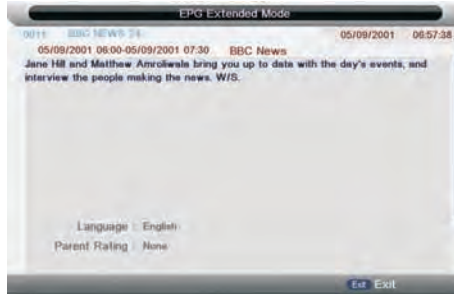 EPG Extended Mode
0011 BBC NEWS 24 05/09/2001 06:57:38
05/09/2001 06:00-05/09/2001 07:30 BBC News
Jane Hill and Matthew Amroliwala bring you up to date with the day's events, and
interview the people making the news. W/S.
Language : English
Parent Rating : None
Exit Exit